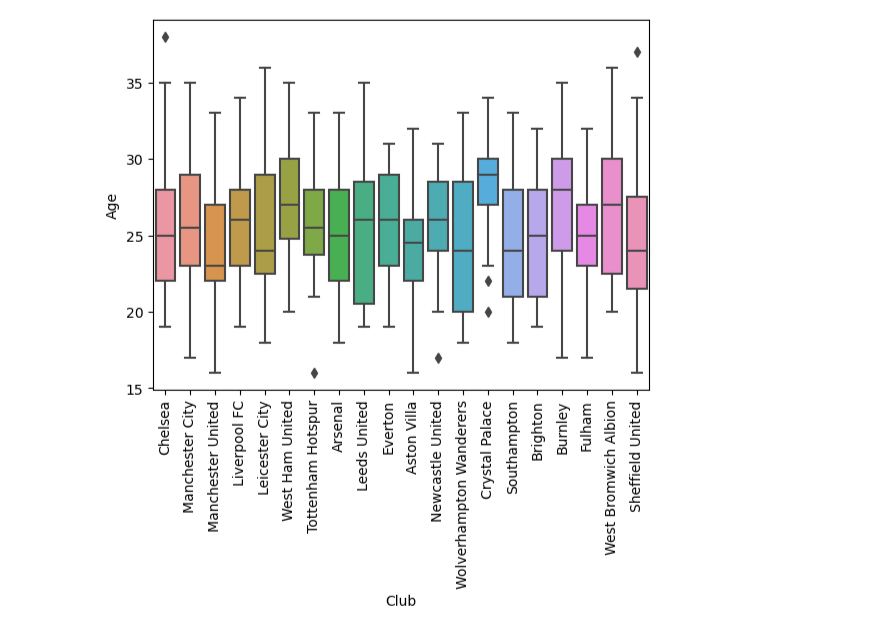 35
30
25
20
15
Age
Chelsea
Manchester City
Manchester United
Liverpool FC
Leicester City
West Ham United
Tottenham Hotspur
Arsenal
Leeds United
Everton
Aston Villa
Newcastle United
Wolverhampton Wanderers
Crystal Palace
Southampton
Brighton
Burnley
Fulham
West Bromwich Albion
Sheffield United
Club